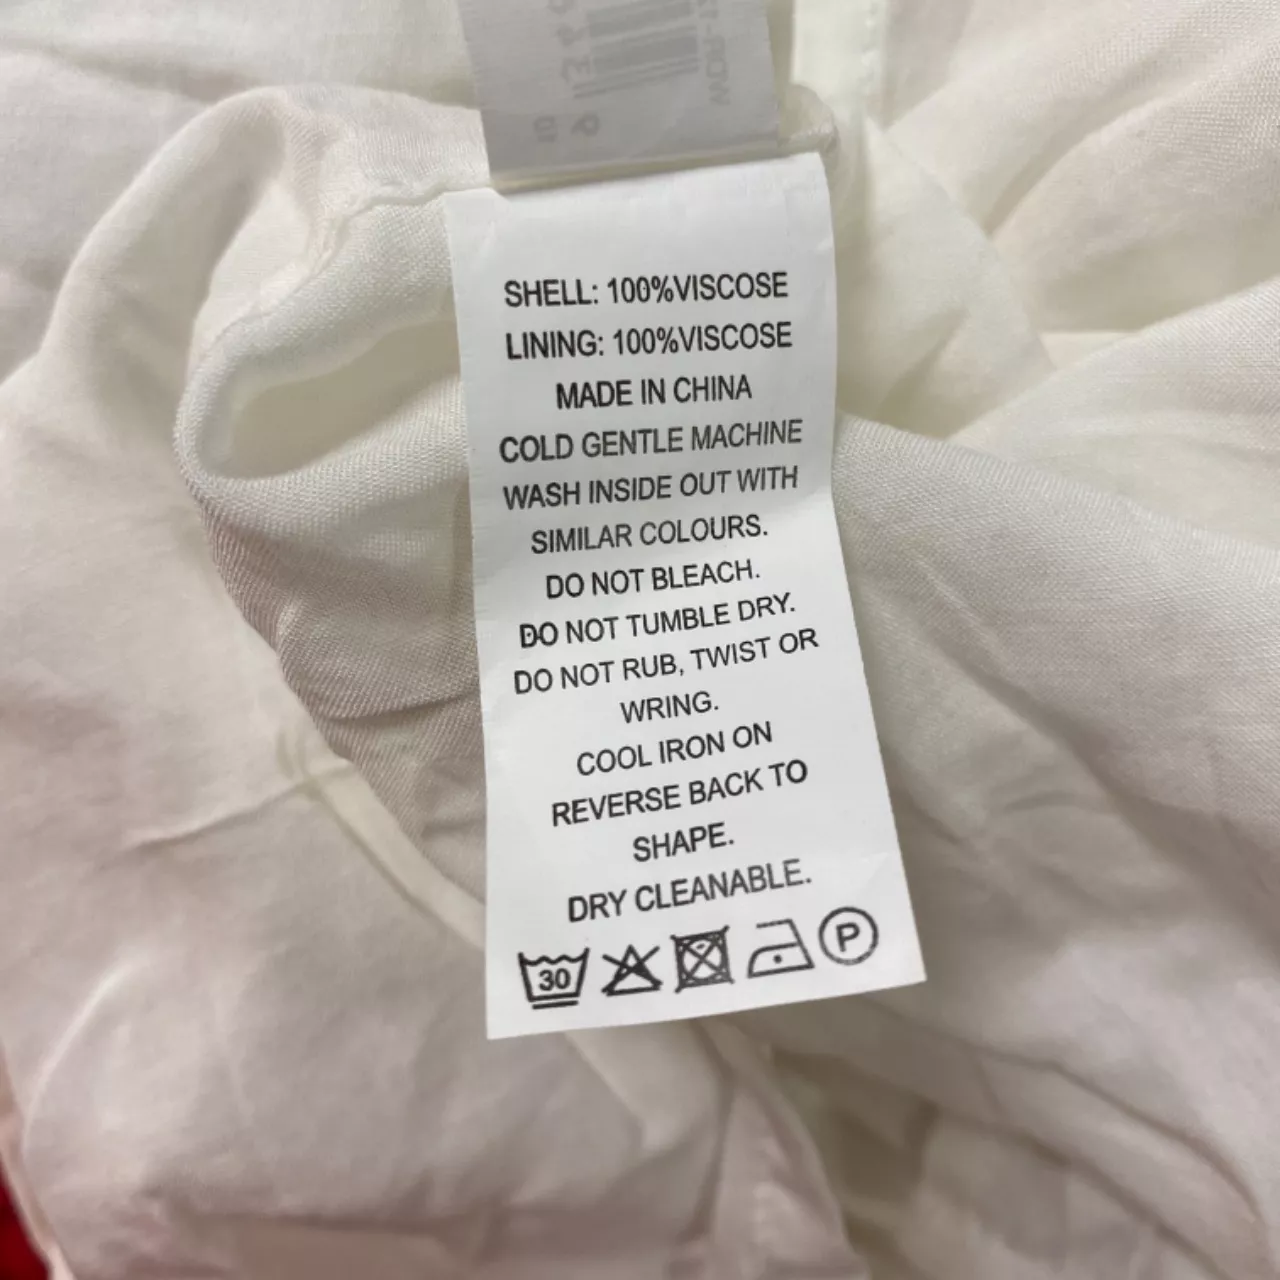 SHELL: 100%VISCOSE
LINING: 100%VISCOSE
MADE IN CHINA
COLD GENTLE MACHINE
WASH INSIDE OUT WITH
SIMILAR COLOURS.
DO NOT BLEACH.
DO NOT TUMBLE DRY.
DO NOT RUB, TWIST OR
WRING.
COOL IRON ON
REVERSE BACK TO
SHAPE.
DRY CLEANABLE.
30 P